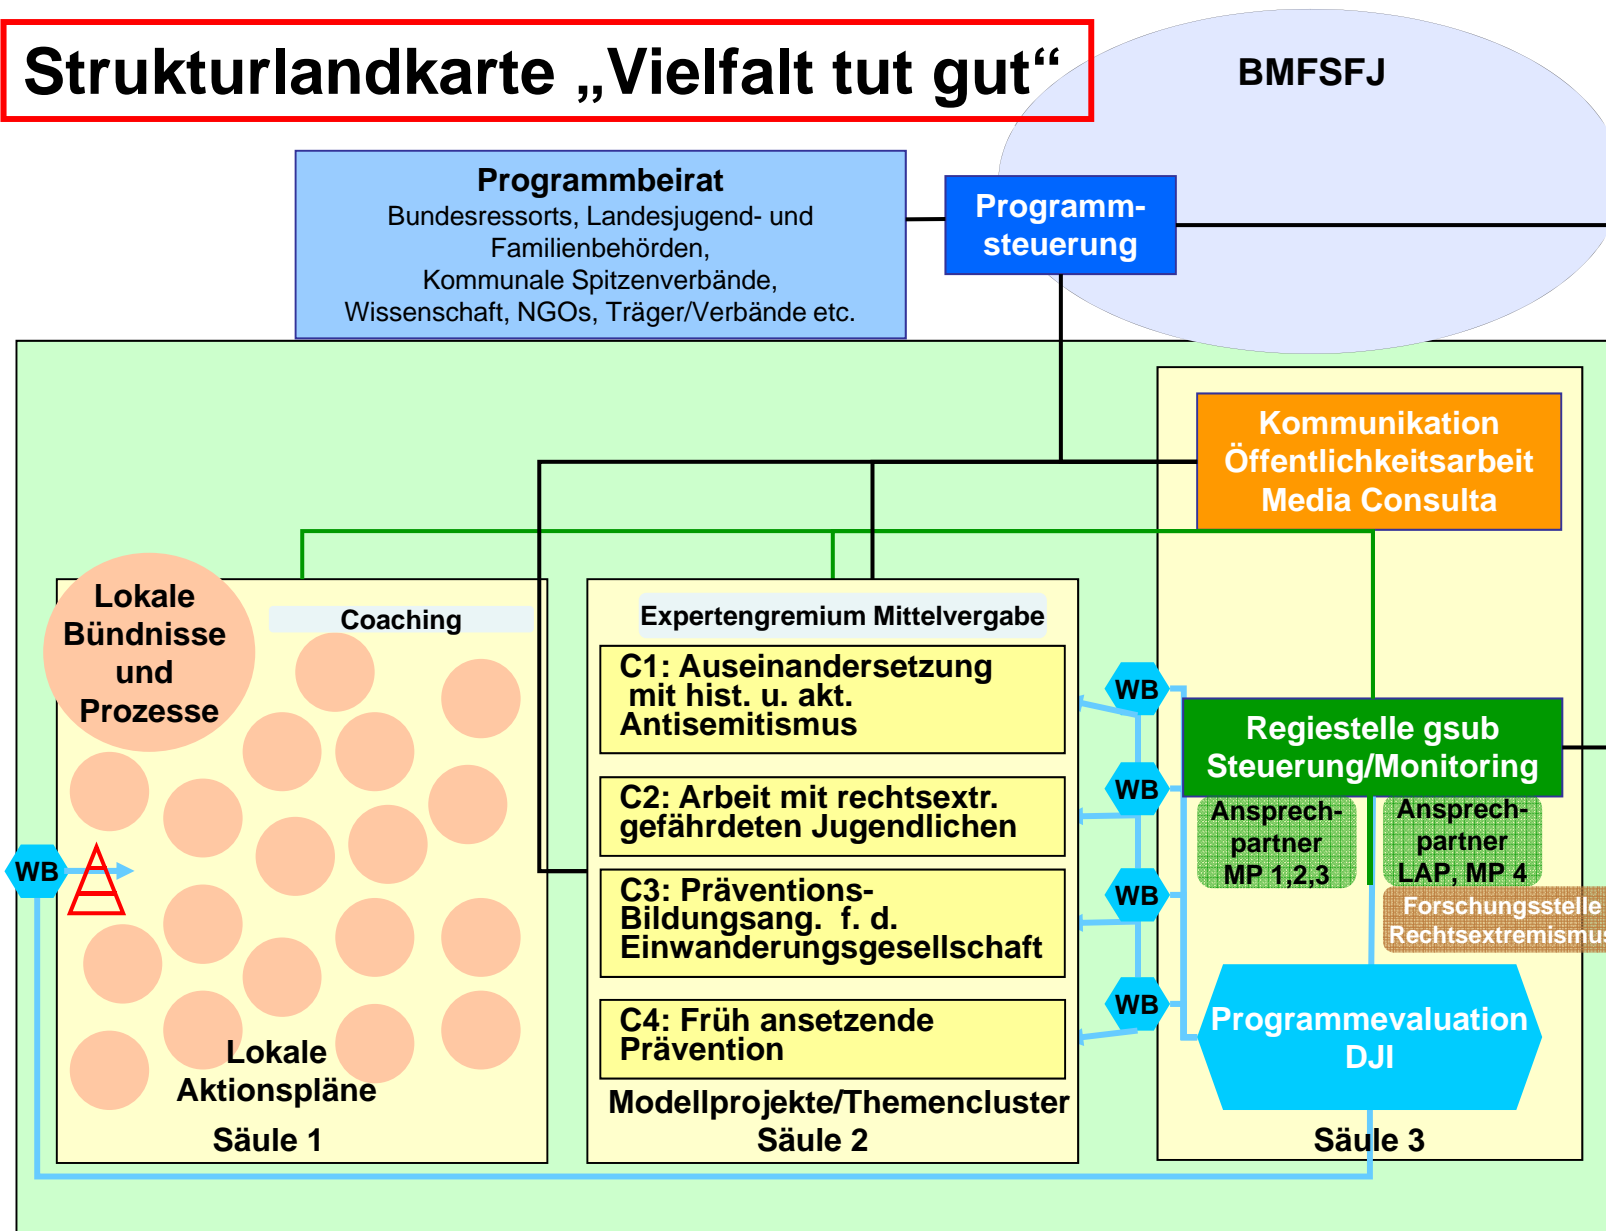 Strukturlandkarte „Vielfalt tut gut“
BMFSFJ
Programmbeirat
Bundesressorts, Landesjugend- und
Familienbehörden,
Kommunale Spitzenverbände,
Wissenschaft, NGOs, Träger/Verbände etc.
Programm-
steuerung
Kommunikation
Öffentlichkeitsarbeit
Media Consulta
Lokale
Bündnisse
und
Prozesse
Coaching
WB
Lokale
Aktionspläne
Säule 1
Expertengremium Mittelvergabe
C1: Auseinandersetzung
mit hist. u. akt.
Antisemitismus
C2: Arbeit mit rechtsextr.
gefährdeten Jugendlichen
C3: Präventions-
Bildungsang. f. d.
Einwanderungsgesellschaft
C4: Früh ansetzende
Prävention
Modellprojekte/Themencluster
Säule 2
WB
WB
WB
WB
Regiestelle gsub
Steuerung/Monitoring
Ansprech-
partner
MP 1,2,3
Ansprech-
partner
LAP, MP 4
Forschungsstelle
Rechtsextremismus
Programmevaluation
DJI
Säule 3